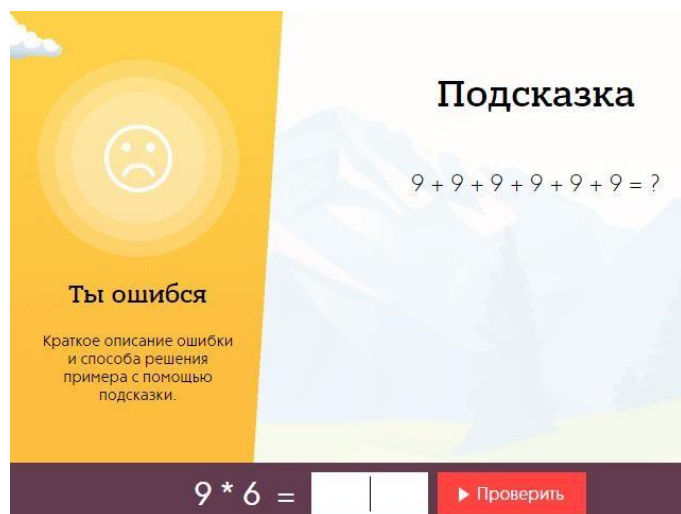 Подсказка
9 + 9 + 9 + 9 + 9 + 9 = ?
Ты ошибся
Краткое описание ошибки
и способа решения
примера с помощью
подсказки.
9 * 6 =
Проверить